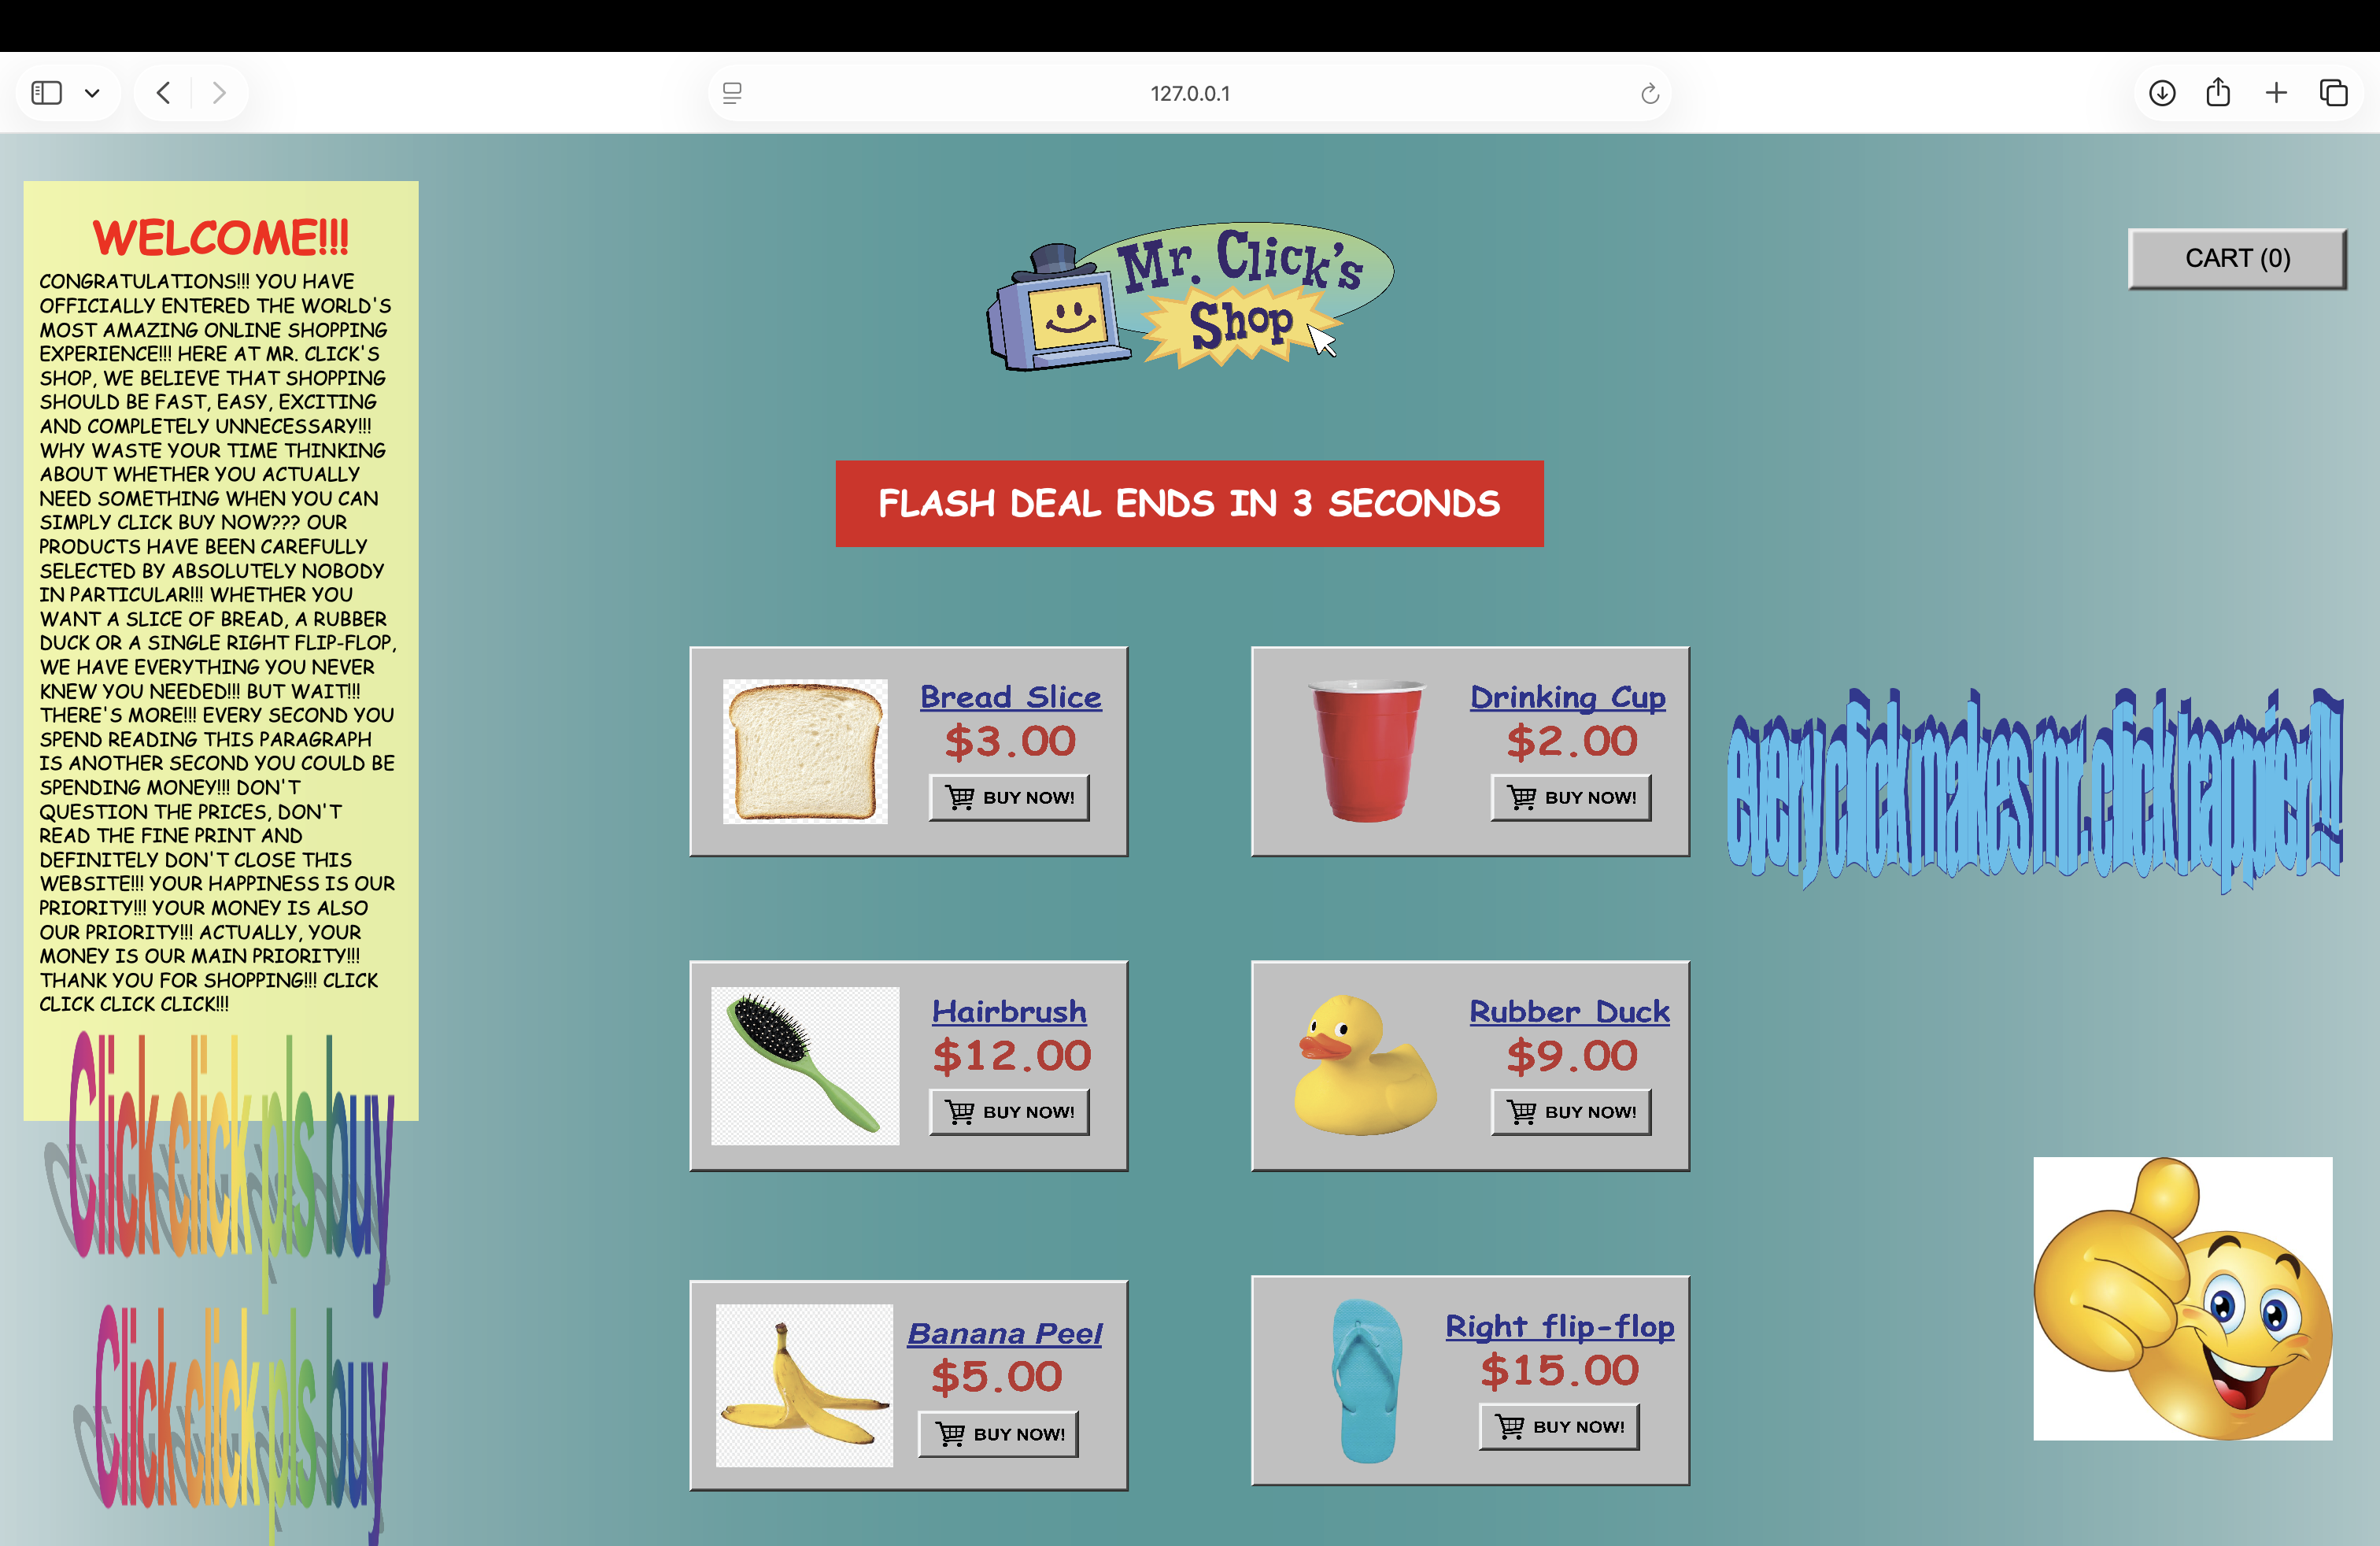 127.0.0.1
WELCOME!!!
CONGRATULATIONS!!! YOU HAVE
OFFICIALLY ENTERED THE WORLD'S
MOST AMAZING ONLINE SHOPPING
EXPERIENCE!!! HERE AT MR. CLICK'S
SHOP, WE BELIEVE THAT SHOPPING
SHOULD BE FAST, EASY, EXCITING
AND COMPLETELY UNNECESSARY!!!
WHY WASTE YOUR TIME THINKING
ABOUT WHETHER YOU ACTUALLY
NEED SOMETHING WHEN YOU CAN
SIMPLY CLICK BUY NOW??? OUR
PRODUCTS HAVE BEEN CAREFULLY
SELECTED BY ABSOLUTELY NOBODY
IN PARTICULAR!!! WHETHER YOU
WANT A SLICE OF BREAD, A RUBBER
DUCK OR A SINGLE RIGHT FLIP-FLOP,
WE HAVE EVERYTHING YOU NEVER
KNEW YOU NEEDED!!! BUT WAIT!!!
THERE'S MORE!!! EVERY SECOND YOU
SPEND READING THIS PARAGRAPH
IS ANOTHER SECOND YOU COULD BE
SPENDING MONEY!!! DON'T
QUESTION THE PRICES, DON'T
READ THE FINE PRINT AND
DEFINITELY DON'T CLOSE THIS
WEBSITE!!! YOUR HAPPINESS IS OUR
PRIORITY!!! YOUR MONEY IS ALSO
OUR PRIORITY!!! ACTUALLY, YOUR
MONEY IS OUR MAIN PRIORITY!!!
THANK YOU FOR SHOPPING!!! CLICK
CLICK CLICK CLICK!!!
Click click pls buy
Click click pls buy
Mr. Click's
Shop
CART (0)
FLASH DEAL ENDS IN 3 SECONDS
Bread Slice
$3.00
BUY NOW!
Drinking Cup
$2.00
BUY NOW!
every click makes mr. click happier!!!
Hairbrush
$12.00
BUY NOW!
Rubber Duck
$9.00
BUY NOW!
Banana Peel
$5.00
BUY NOW!
Right flip-flop
$15.00
BUY NOW!